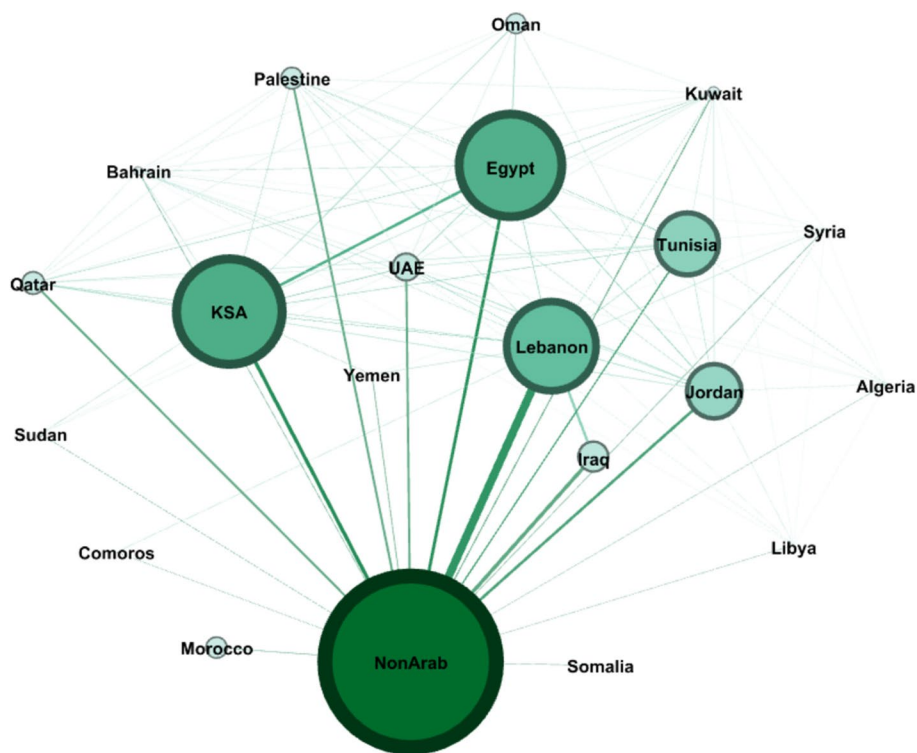 Oman
Palestine
Kuwait
Egypt
Bahrain
Tunisia
Syria
UAE
Qatar
KSA
Lebanon
Yemen
Algeria
Jordan
Sudan
Iraq
Libya
Comoros
Morocco
NonArab
Somalia